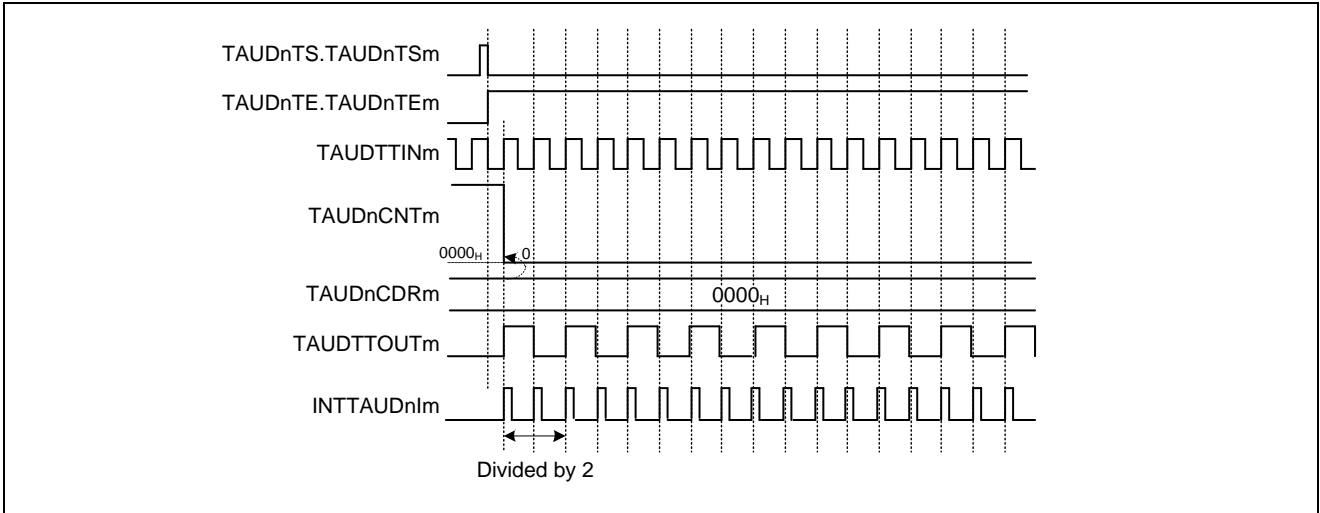 TAUDnTS.TAUDnTSm
TAUDnTE.TAUDnTEm
TAUDTTINm
TAUDnCNTm
0000H
0
TAUDnCDRm
0000H
TAUDTTOUTm
INTTAUDnIm
Divided by 2